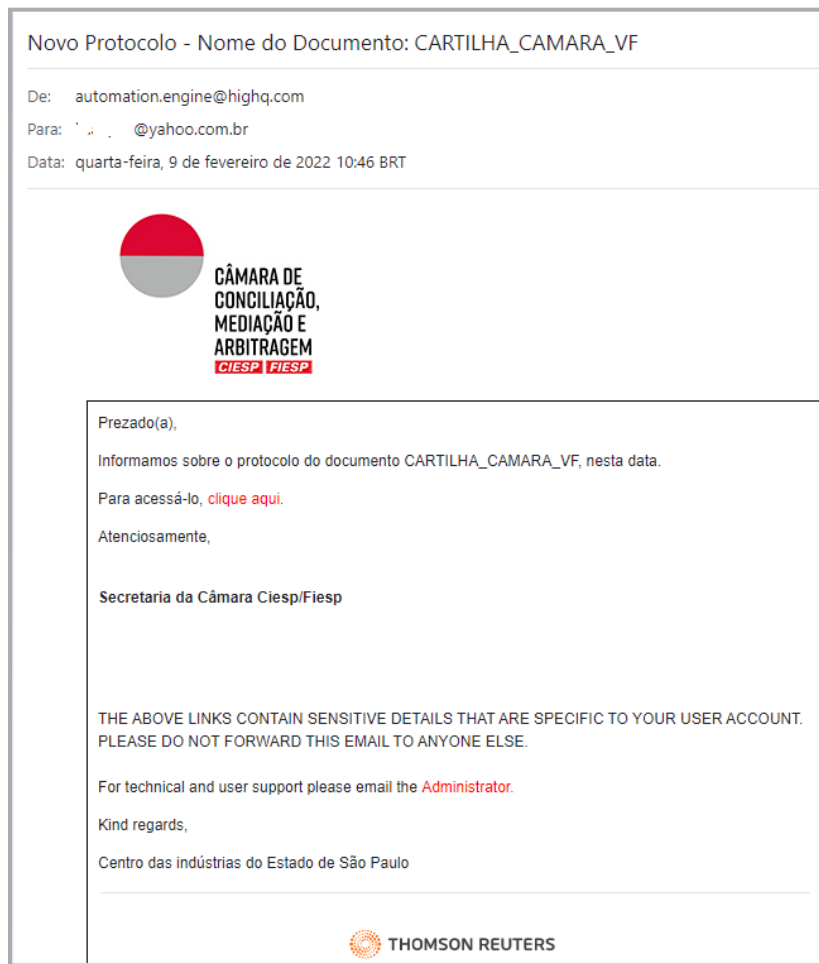 Novo Protocolo - Nome do Documento: CARTILHA_CAMARA_VF
De: automation.engine@highq.com
Para: @yahoo.com.br
Data: quarta-feira, 9 de fevereiro de 2022 10:46 BRT
CÂMARA DE
CONCILIAÇÃO,
MEDIAÇÃO E
ARBITRAGEM
CIESP FIESP
Prezado(a),
Informamos sobre o protocolo do documento CARTILHA_CAMARA_VF, nesta data.
Para acessá-lo, clique aqui.
Atenciosamente,
Secretaria da Câmara Ciesp/Fiesp
THE ABOVE LINKS CONTAIN SENSITIVE DETAILS THAT ARE SPECIFIC TO YOUR USER ACCOUNT.
PLEASE DO NOT FORWARD THIS EMAIL TO ANYONE ELSE.
For technical and user support please email the Administrator.
Kind regards,
Centro das indústrias do Estado de São Paulo
THOMSON REUTERS